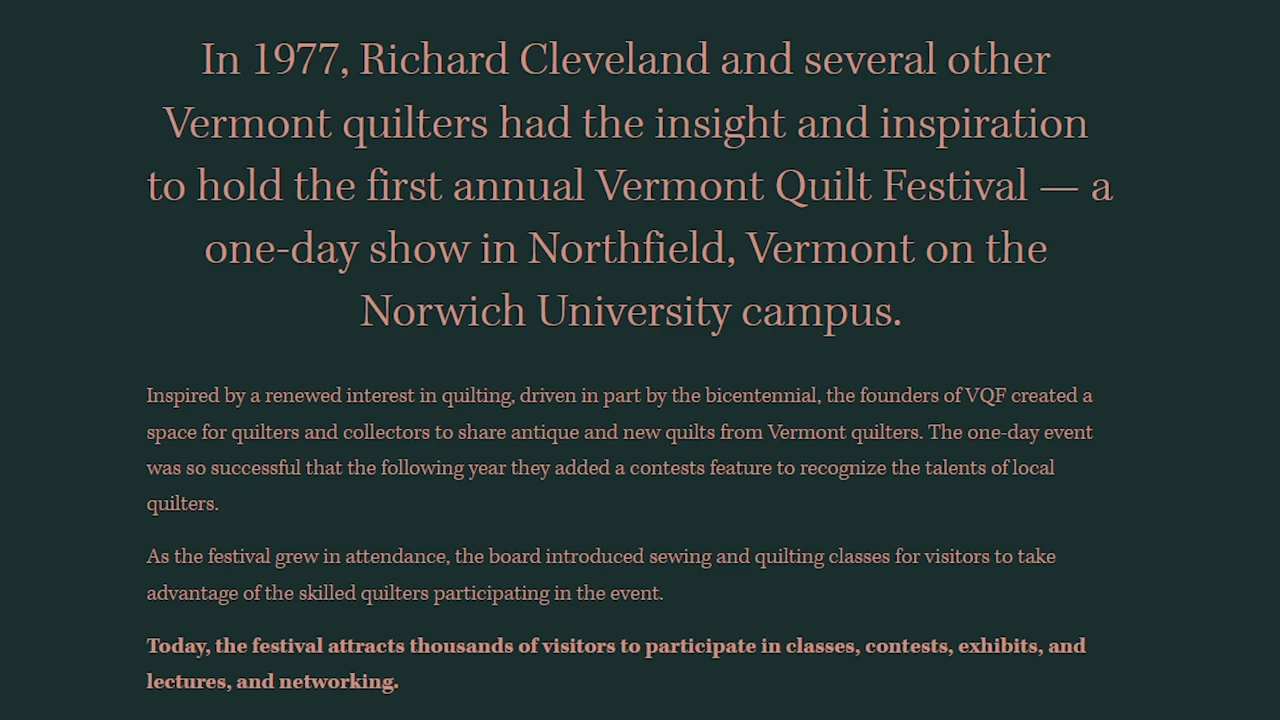 In 1977, Richard Cleveland and several other
Vermont quilters had the insight and inspiration
to hold the first annual Vermont Quilt Festival — a
one-day show in Northfield, Vermont on the
Norwich University campus.
Inspired by a renewed interest in quilting, driven in part by the bicentennial, the founders of VQF created a
space for quilters and collectors to share antique and new quilts from Vermont quilters. The one-day event
was so successful that the following year they added a contests feature to recognize the talents of local
quilters.
As the festival grew in attendance, the board introduced sewing and quilting classes for visitors to take
advantage of the skilled quilters participating in the event.
Today, the festival attracts thousands of visitors to participate in classes, contests, exhibits, and
lectures, and networking.